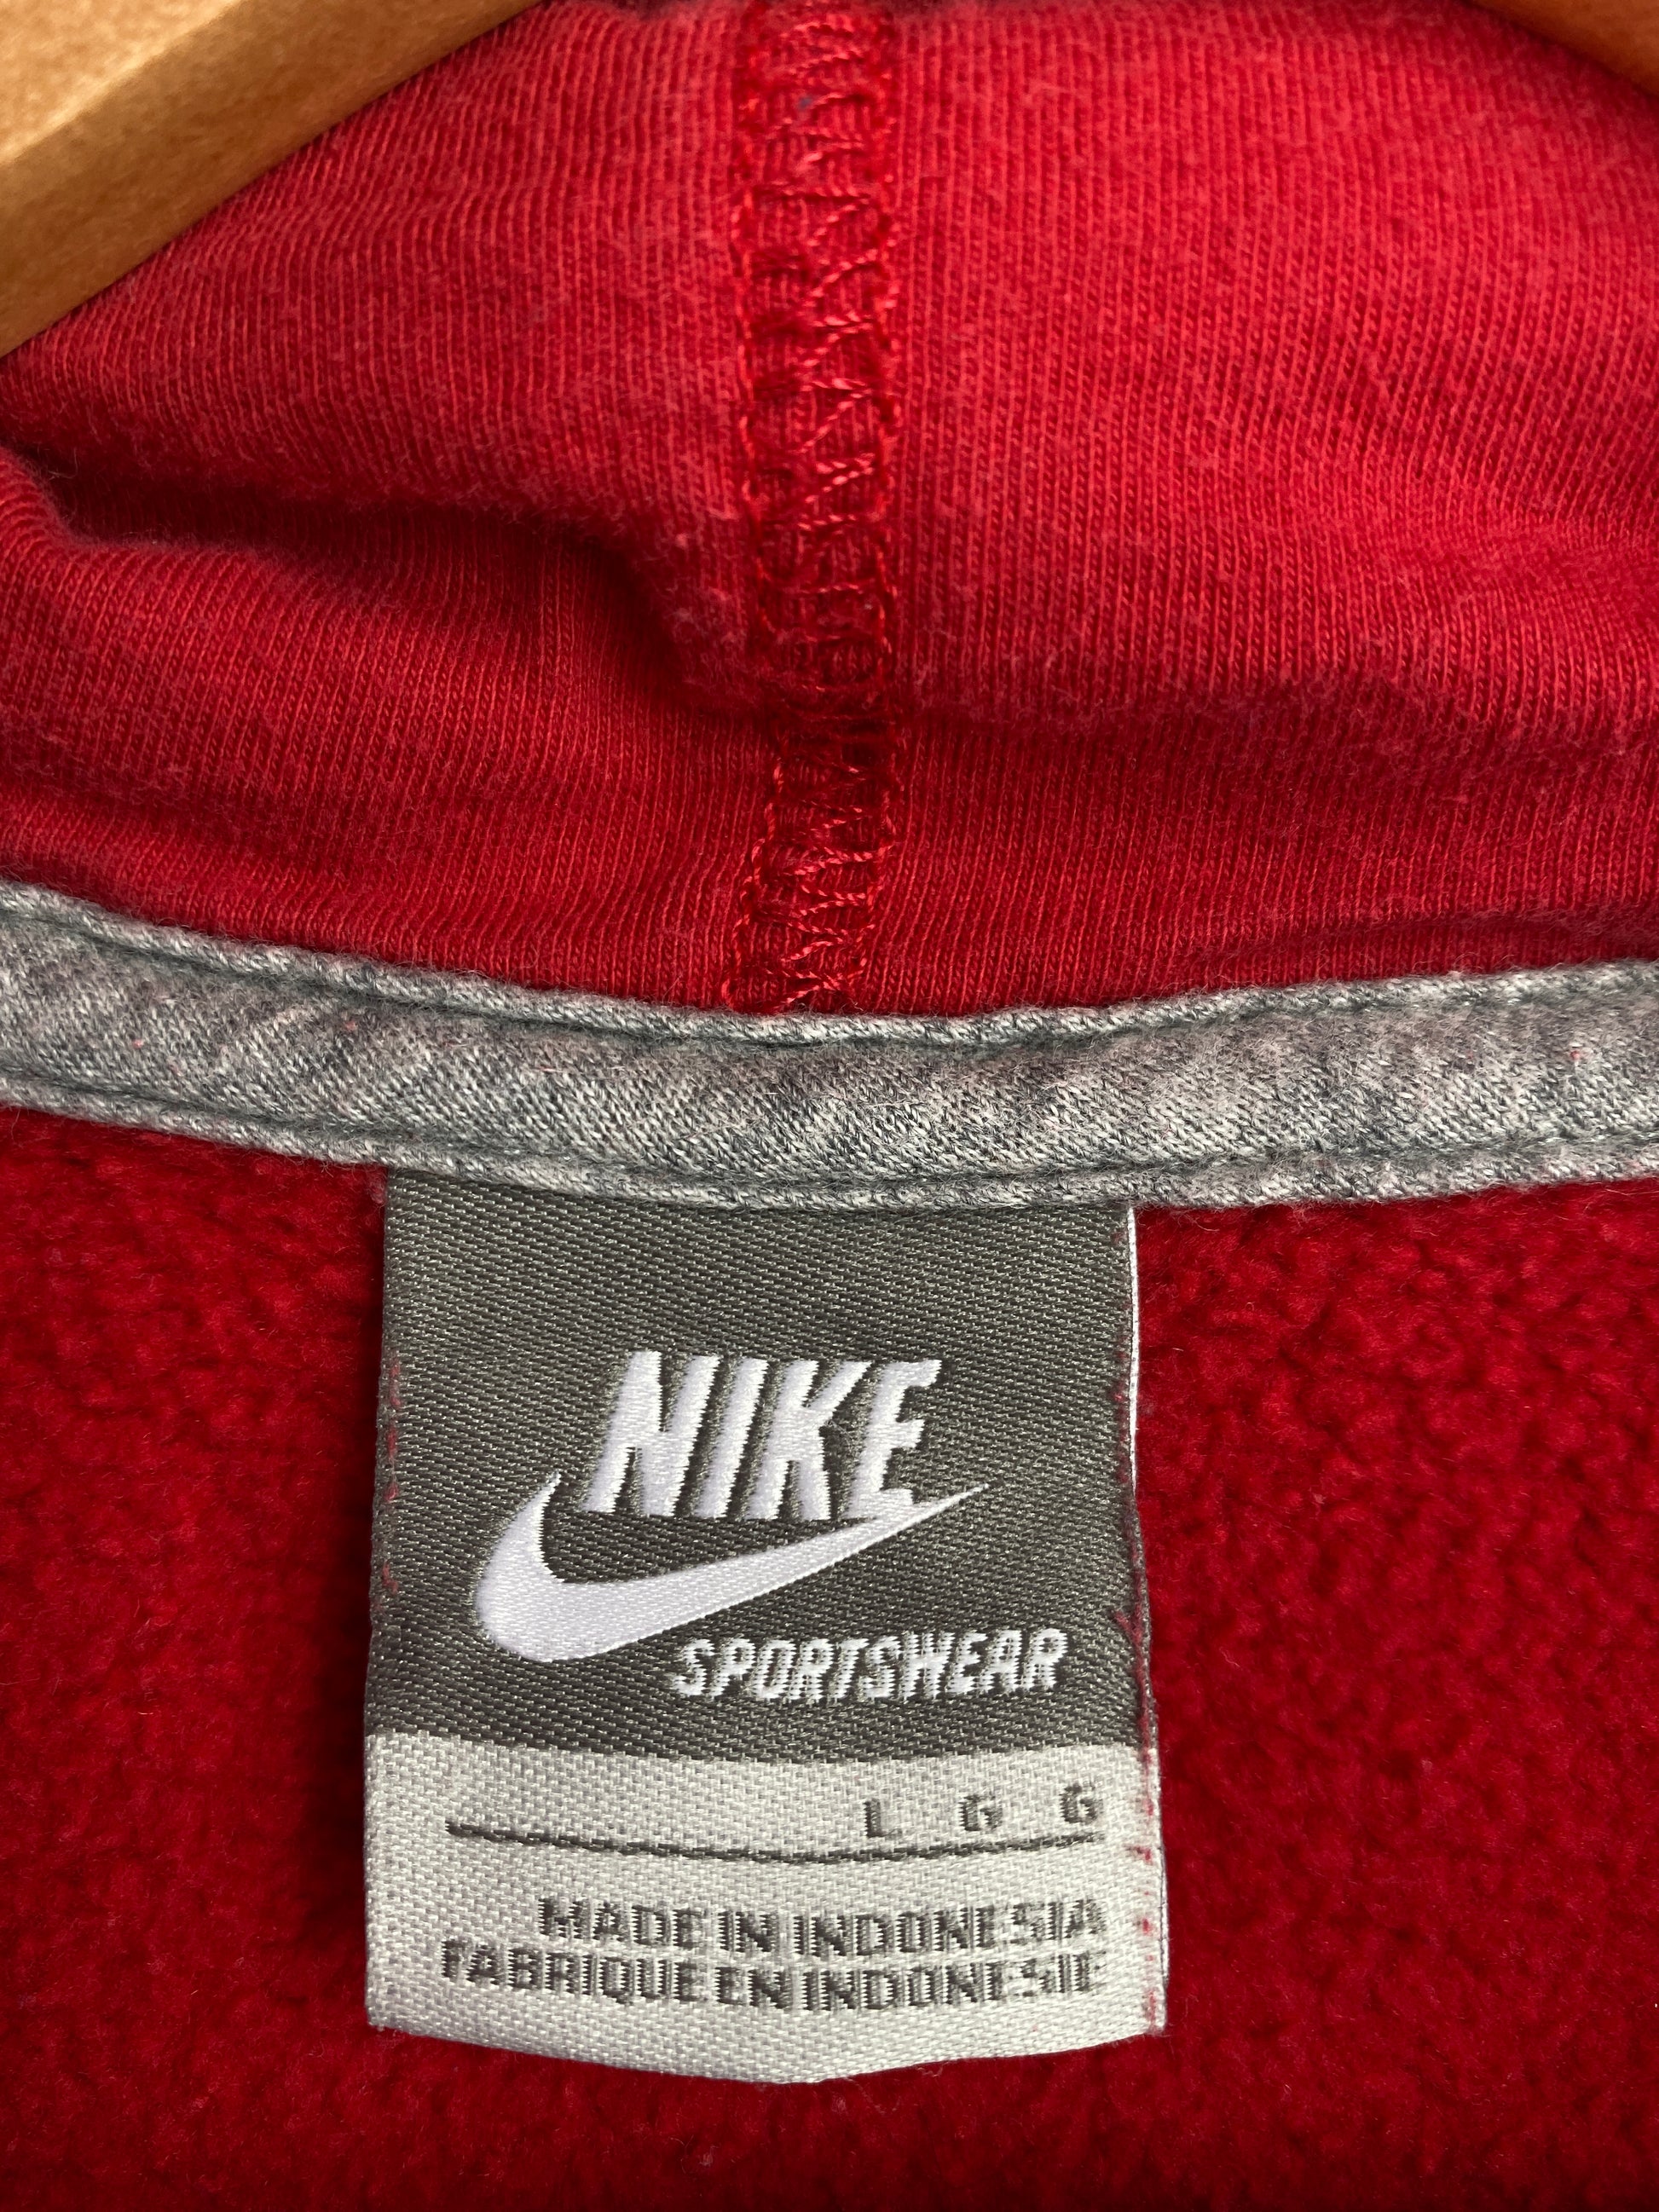 NIKE
SPORTSWEAR
L G G
MADE IN INDONESIA
FABRIQUE EN INDONESIE